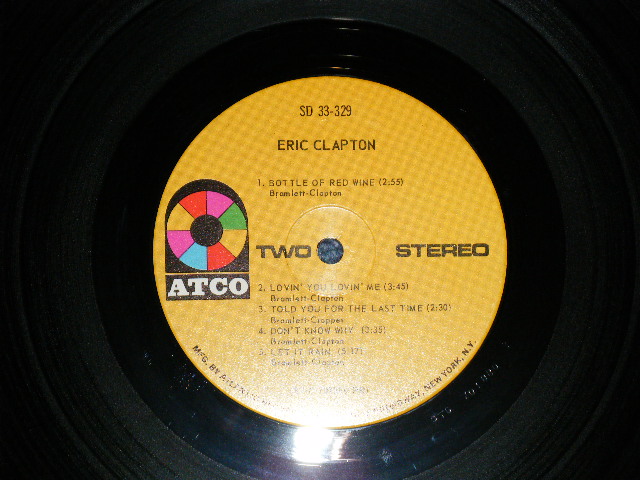 SD 33-329
ERIC CLAPTON
1. BOTTLE OF RED WINE (2:55)
Bramlett-Clapton
ATCO
TWO
STEREO
2. LOVIN' YOU LOVIN' ME (3:45)
Bramlett-Clapton
3. TOLD YOU FOR THE LAST TIME (2:30)
Bramlett-Cropper
4. DON'T KNOW WHY (3:35)
Bramlett-Clapton
5. LET IT RAIN
Bramlett-Clapton
MFG. BY NEW YORK, N.Y.